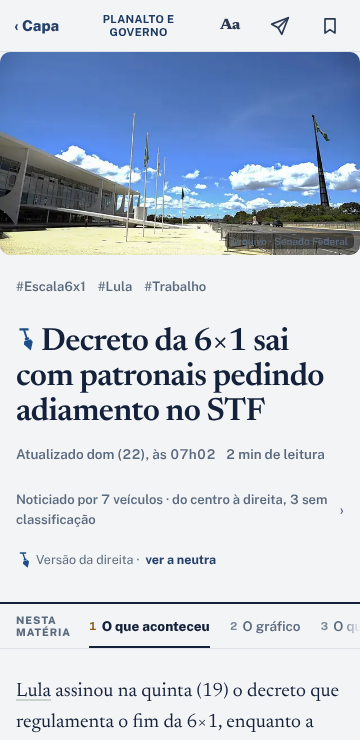 ‹ Capa
PLANALTO E
GOVERNO
Aa
Arquivo · Senado Federal
#Escala6x1 #Lula #Trabalho
Decreto da 6×1 sai
com patronais pedindo
adiamento no STF
Atualizado dom (22), às 07h02 2 min de leitura
Noticiado por 7 veículos · do centro à direita, 3 sem
classificação
›
Versão da direita · ver a neutra
NESTA
MATÉRIA
1 O que aconteceu
2 O gráfico
3 O qu
Lula assinou na quinta (19) o decreto que
regulamenta o fim da 6×1, enquanto a